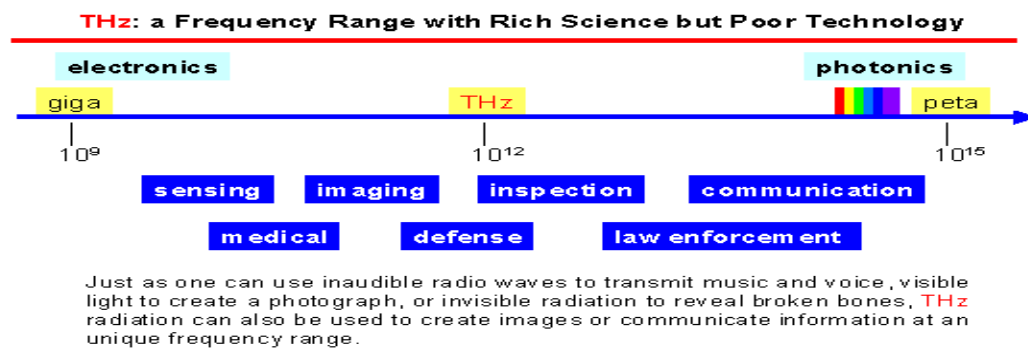 THz: a Frequency Range with Rich Science but Poor Technology
electronics photonics
giga THz peta
10⁹ 10¹² 10¹⁵
sensing imaging inspection communication
medical defense law enforcement
Just as one can use inaudible radio waves to transmit music and voice, visible
light to create a photograph, or invisible radiation to reveal broken bones, THz
radiation can also be used to create images or communicate information at an
unique frequency range.